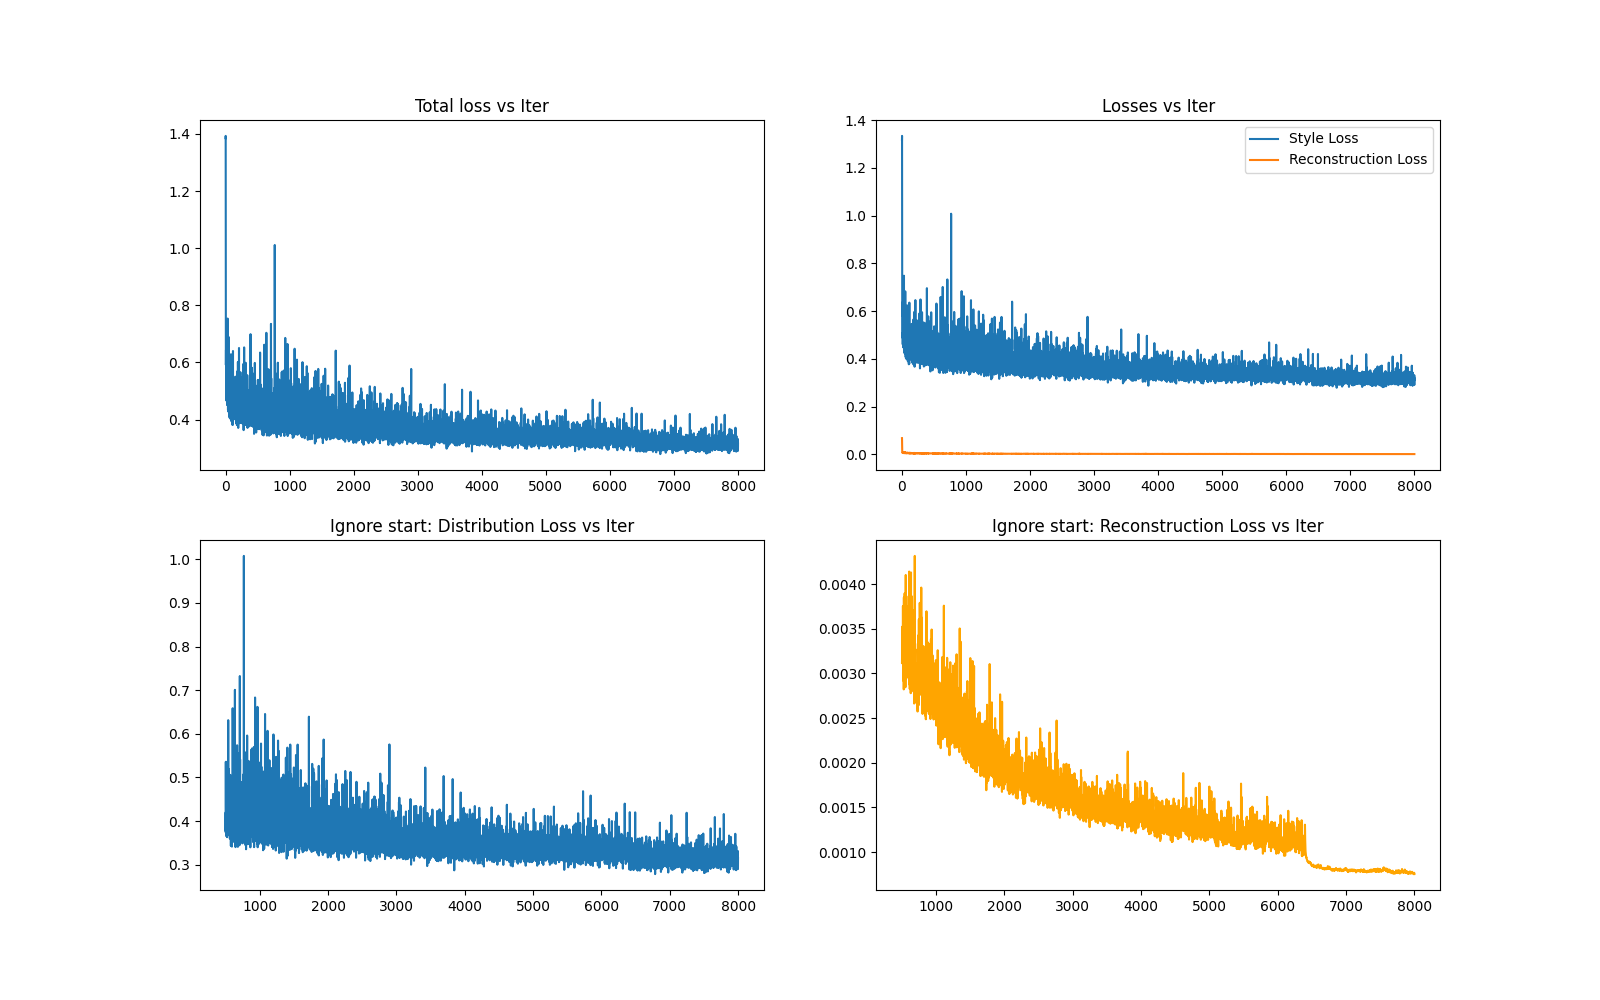 Total loss vs Iter
1.4
1.2
1.0
0.8
0.6
0.4
0 1000 2000 3000 4000 5000 6000 7000 8000
Losses vs Iter
Style Loss
Reconstruction Loss
1.4
1.2
1.0
0.8
0.6
0.4
0.2
0.0
0 1000 2000 3000 4000 5000 6000 7000 8000
Ignore start: Distribution Loss vs Iter
1.0
0.9
0.8
0.7
0.6
0.5
0.4
0.3
1000 2000 3000 4000 5000 6000 7000 8000
Ignore start: Reconstruction Loss vs Iter
0.0040
0.0035
0.0030
0.0025
0.0020
0.0015
0.0010
1000 2000 3000 4000 5000 6000 7000 8000